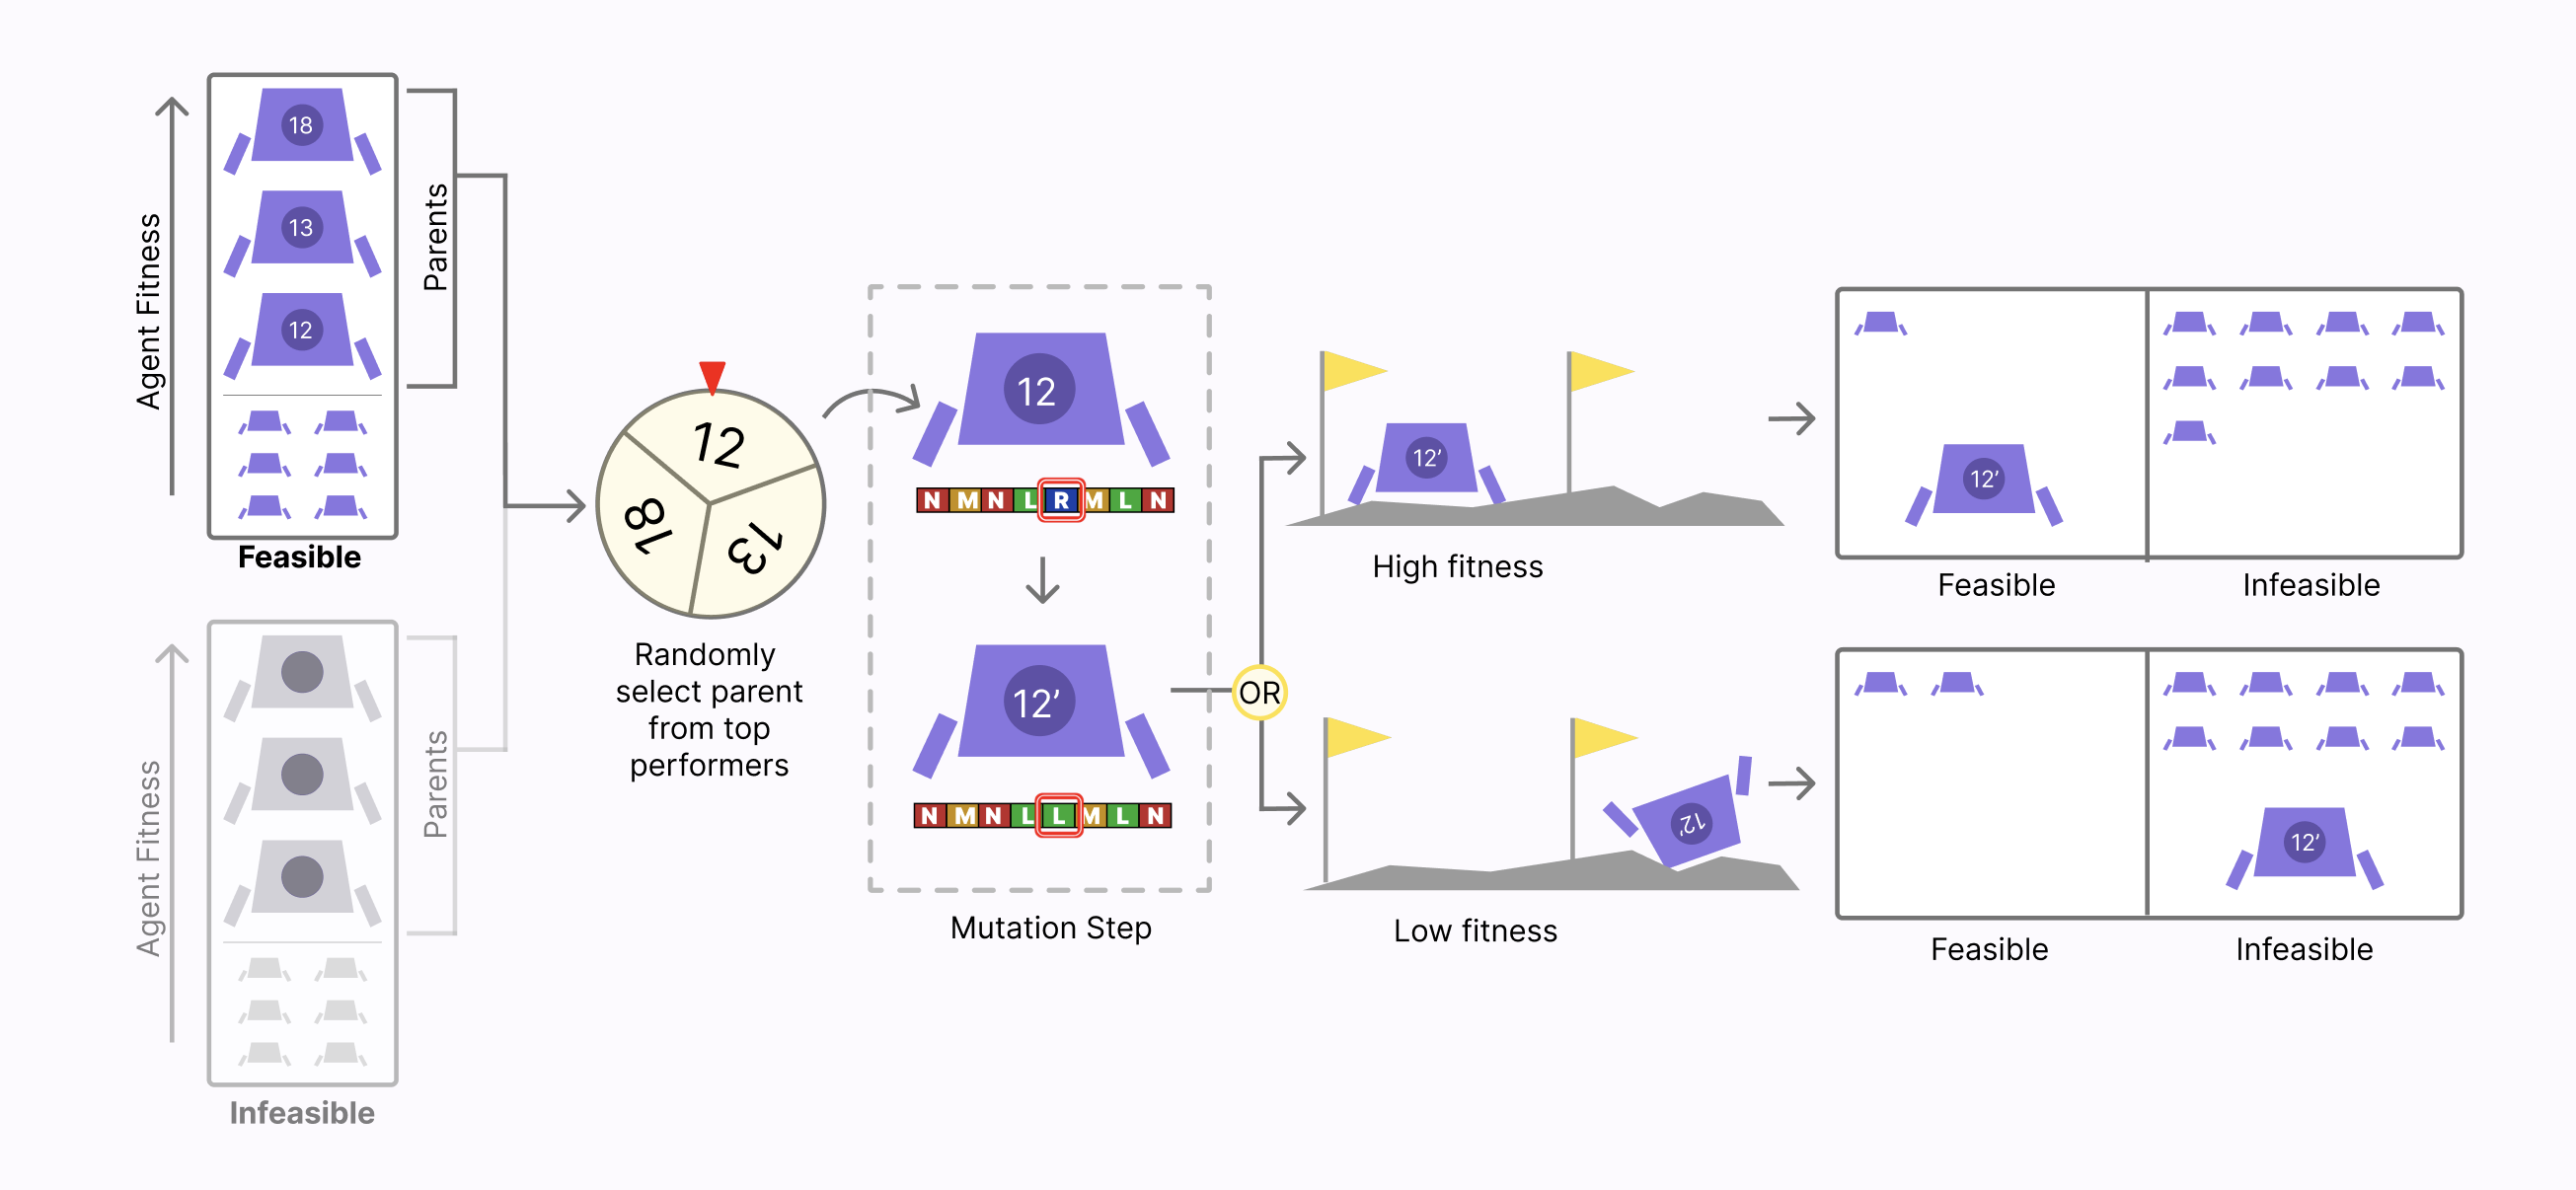 Agent Fitness
18
13
12
Parents
Feasible
Agent Fitness
Parents
Infeasible
12
18
13
Randomly
select parent
from top
performers
12
N M N L R M L N
12’
N M N L L M L N
Mutation Step
OR
12’
High fitness
12’
Low fitness
12’
Feasible
Infeasible
12’
Feasible
Infeasible